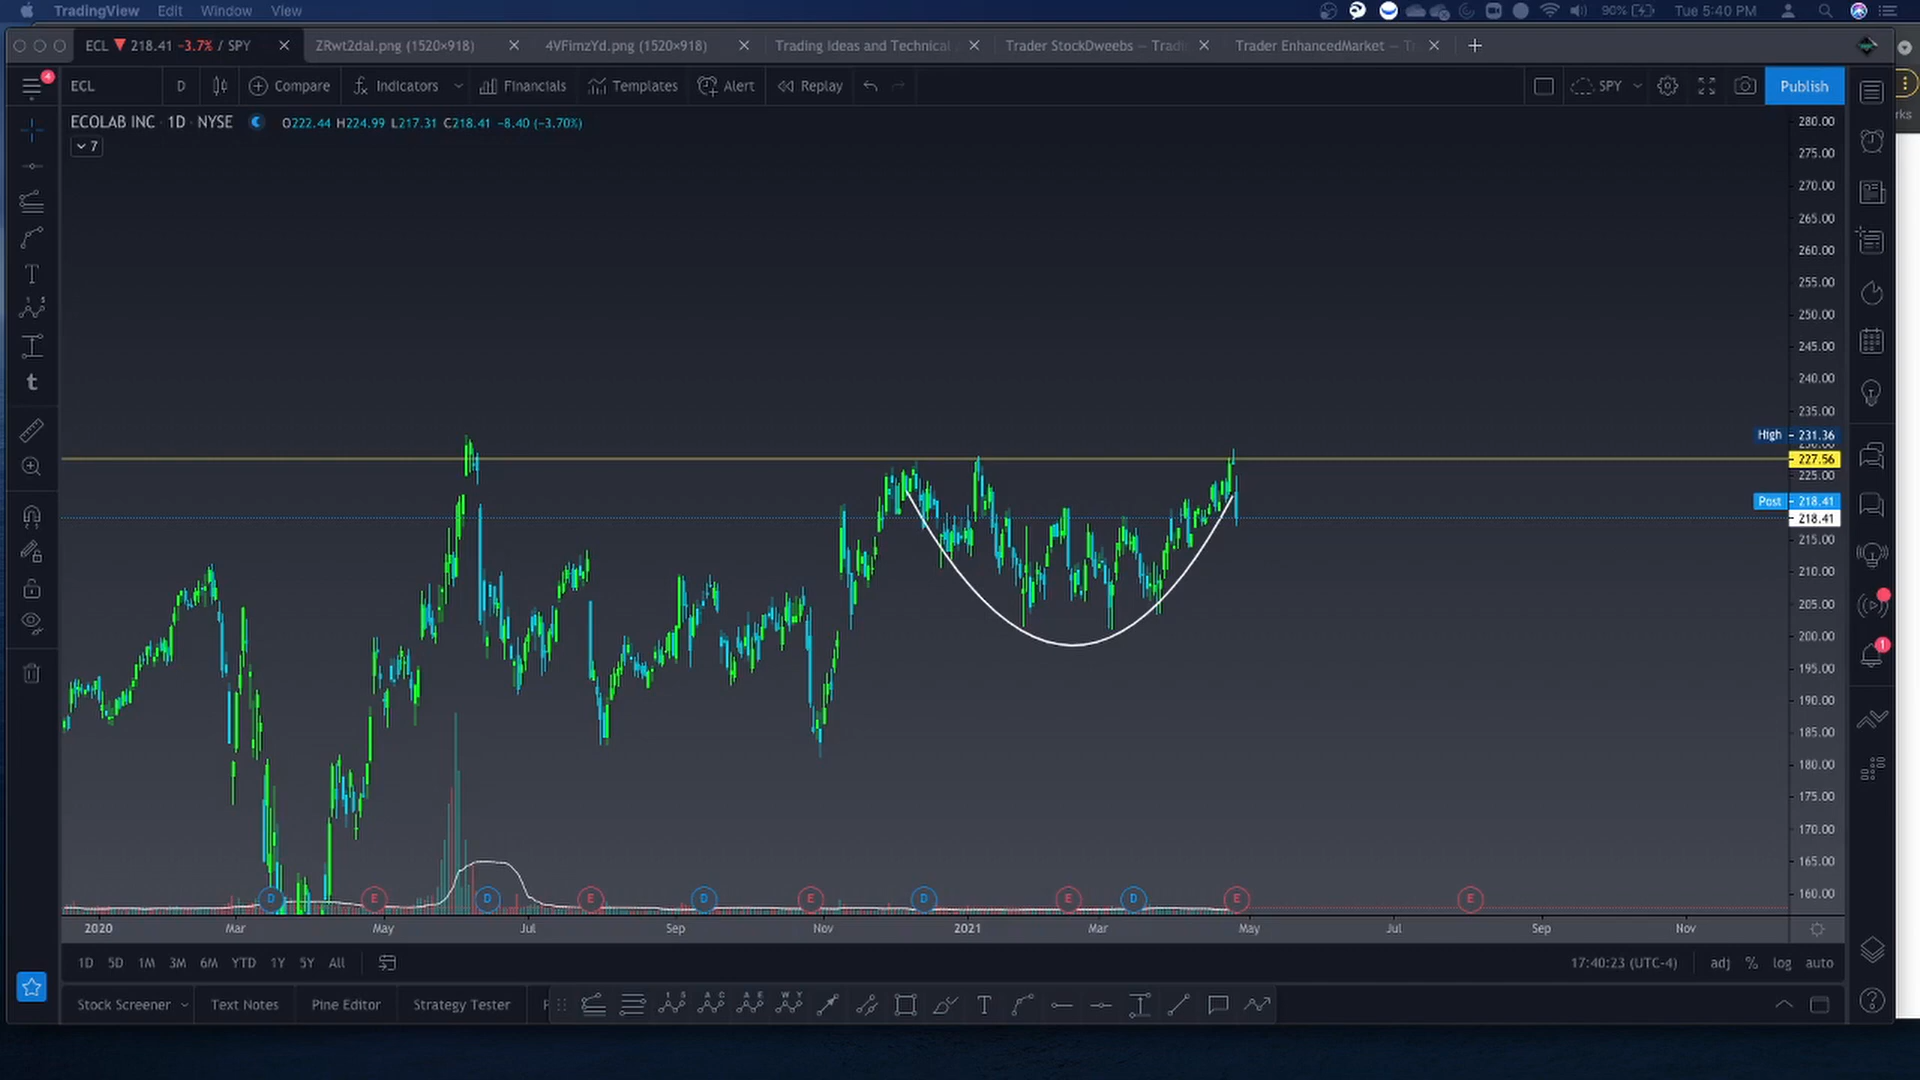 TradingView Edit Window View 90% Tue 5:40 PM
ECL ▼ 218.41 −3.7% / SPY ZRwt2daI.png (1520×918) 4VFimzYd.png (1520×918) Trading Ideas and Technical Trader StockDweebs — Tradi Trader EnhancedMarket — T
4 ECL D Compare Indicators Financials Templates Alert Replay SPY Publish
rks
ECOLAB INC · 1D · NYSE O222.44 H224.99 L217.31 C218.41 −8.40 (−3.70%)
7
280.00
275.00
270.00
265.00
260.00
255.00
250.00
245.00
240.00
235.00
High 231.36
230.00
227.56
225.00
Post 218.41
218.41
215.00
210.00
205.00
200.00
195.00
190.00
185.00
180.00
175.00
170.00
165.00
160.00
1
D E D E D E D E D E E
2020 Mar May Jul Sep Nov 2021 Mar May Jul Sep Nov
1D 5D 1M 3M 6M YTD 1Y 5Y All 17:40:23 (UTC-4) adj % log auto
Stock Screener Text Notes Pine Editor Strategy Tester